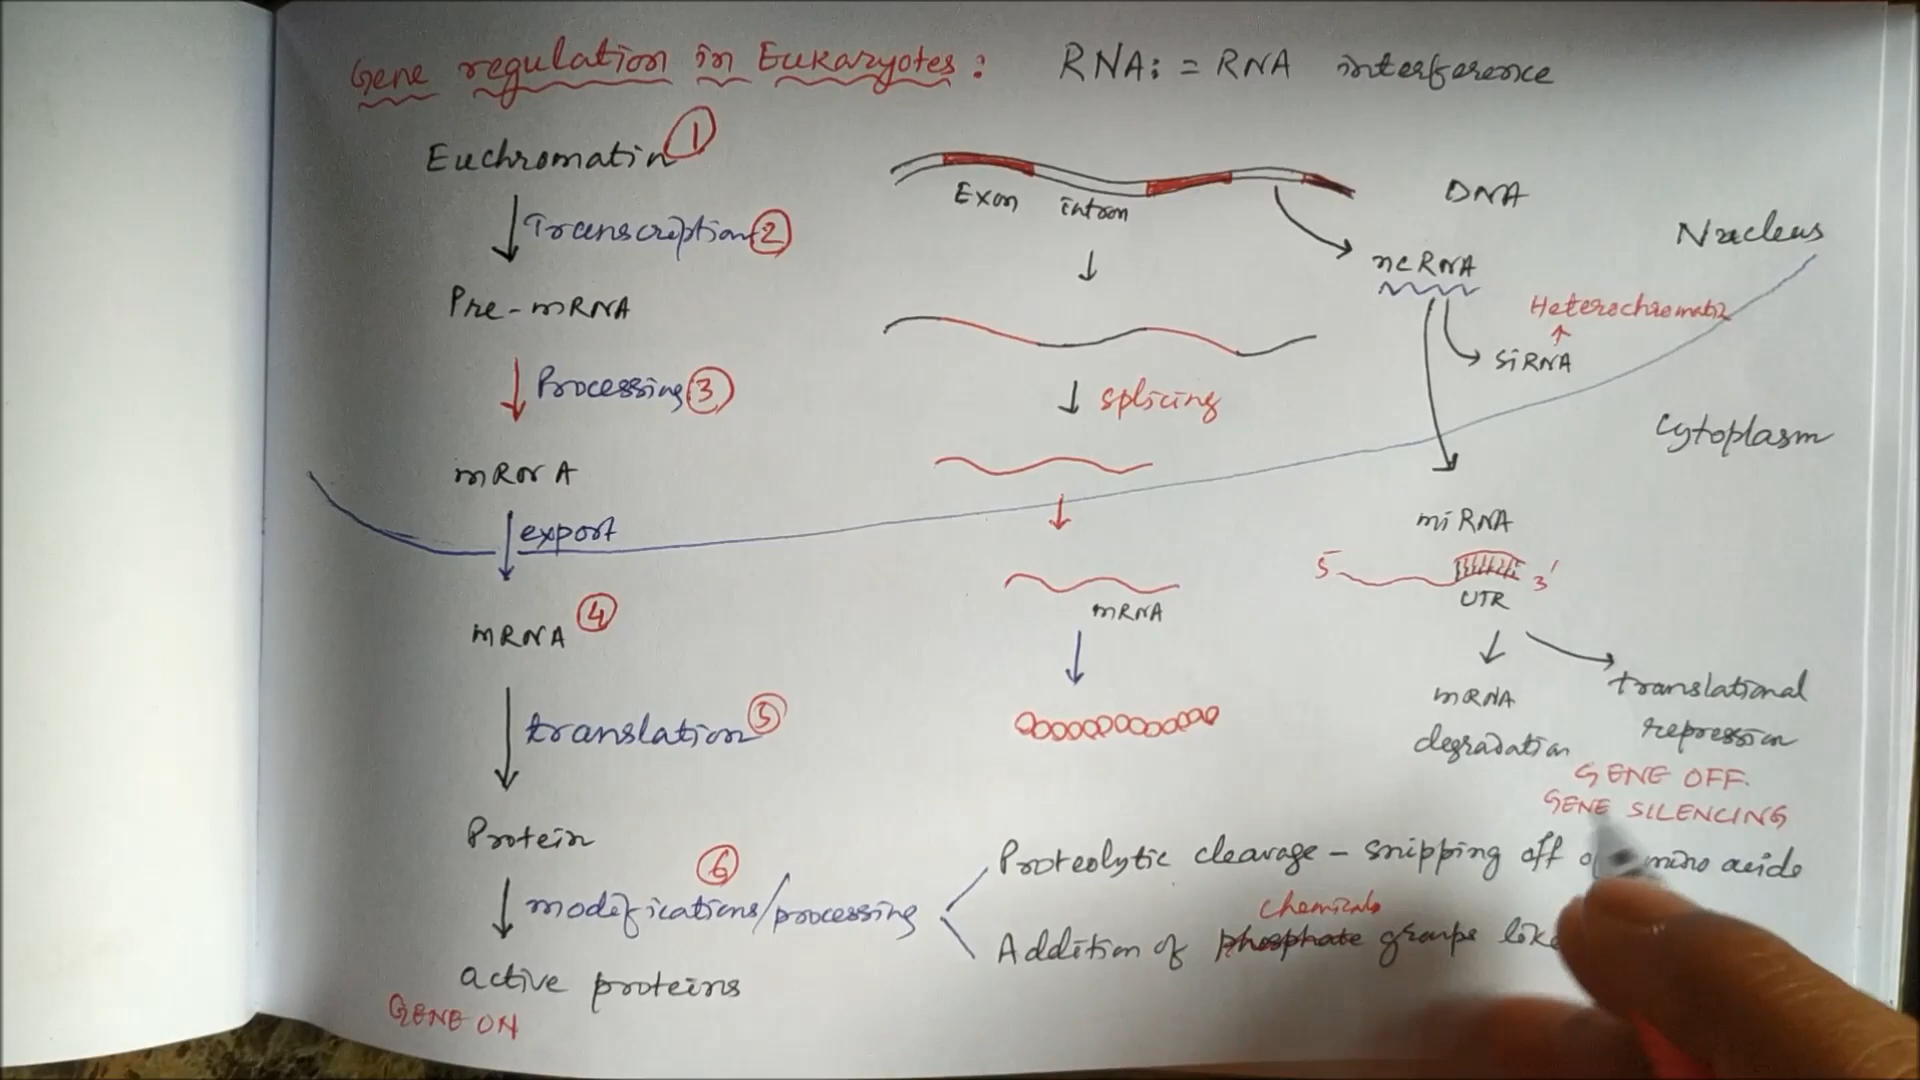 Gene regulation in Eukaryotes: RNAi = RNA interference
Euchromatin 1
Transcription 2
Pre-mRNA
Processing 3
mRNA
export
mRNA 4
translation 5
Protein
modifications/processing 6
active proteins
GENE ON
Exon intron
DNA
splicing
mRNA
ncRNA
Nucleus
Heterochromatin
siRNA
Cytoplasm
miRNA
5' 3'
UTR
mRNA
degradation
translational
repression
GENE OFF.
GENE SILENCING
Proteolytic cleavage - snipping off acids
chemicals
Addition of phosphate groups like